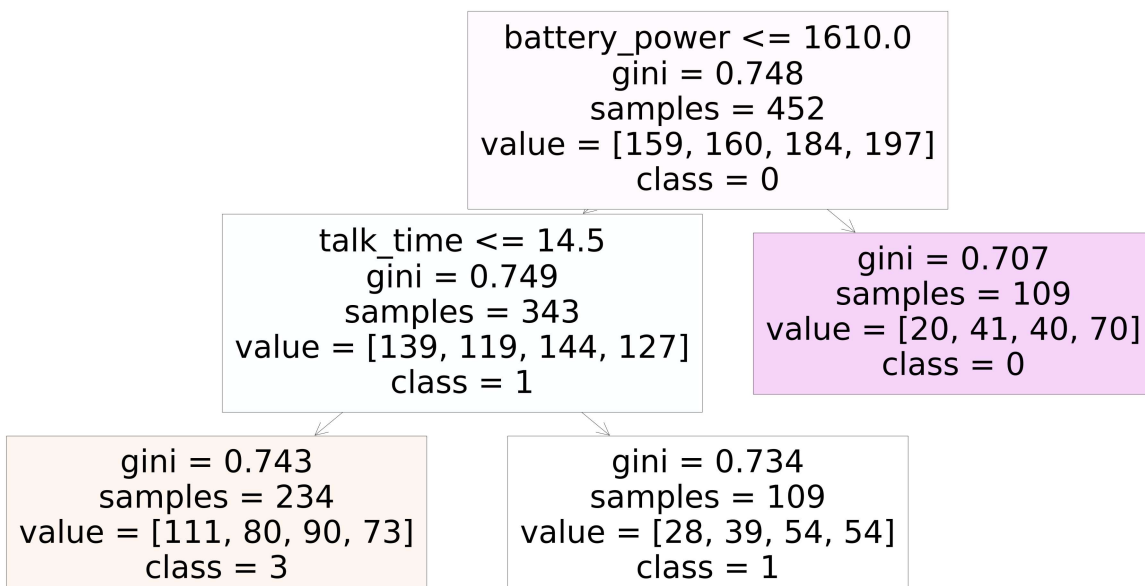 battery_power <= 1610.0
gini = 0.748
samples = 452
value = [159, 160, 184, 197]
class = 0
talk_time <= 14.5
gini = 0.749
samples = 343
value = [139, 119, 144, 127]
class = 1
gini = 0.707
samples = 109
value = [20, 41, 40, 70]
class = 0
gini = 0.743
samples = 234
value = [111, 80, 90, 73]
class = 3
gini = 0.734
samples = 109
value = [28, 39, 54, 54]
class = 1